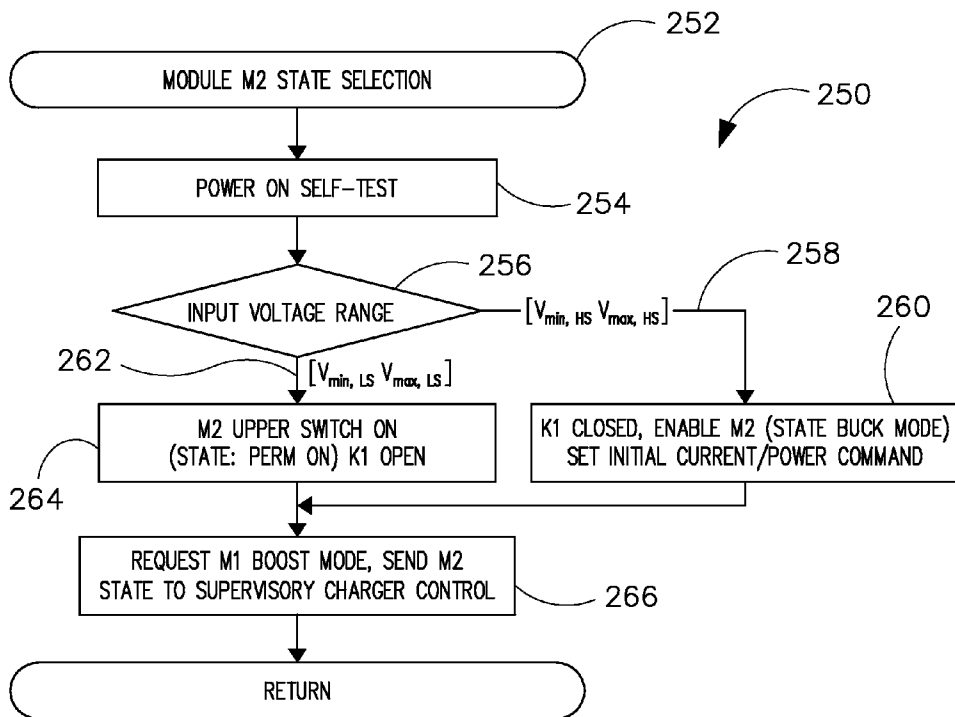 252
MODULE M2 STATE SELECTION
250
POWER ON SELF-TEST
254
256
258
INPUT VOLTAGE RANGE
[Vmin, HS Vmax, HS]
260
262
[Vmin, LS Vmax, LS]
M2 UPPER SWITCH ON
(STATE: PERM ON) K1 OPEN
264
K1 CLOSED, ENABLE M2 (STATE BUCK MODE)
SET INITIAL CURRENT/POWER COMMAND
REQUEST M1 BOOST MODE, SEND M2
STATE TO SUPERVISORY CHARGER CONTROL
266
RETURN